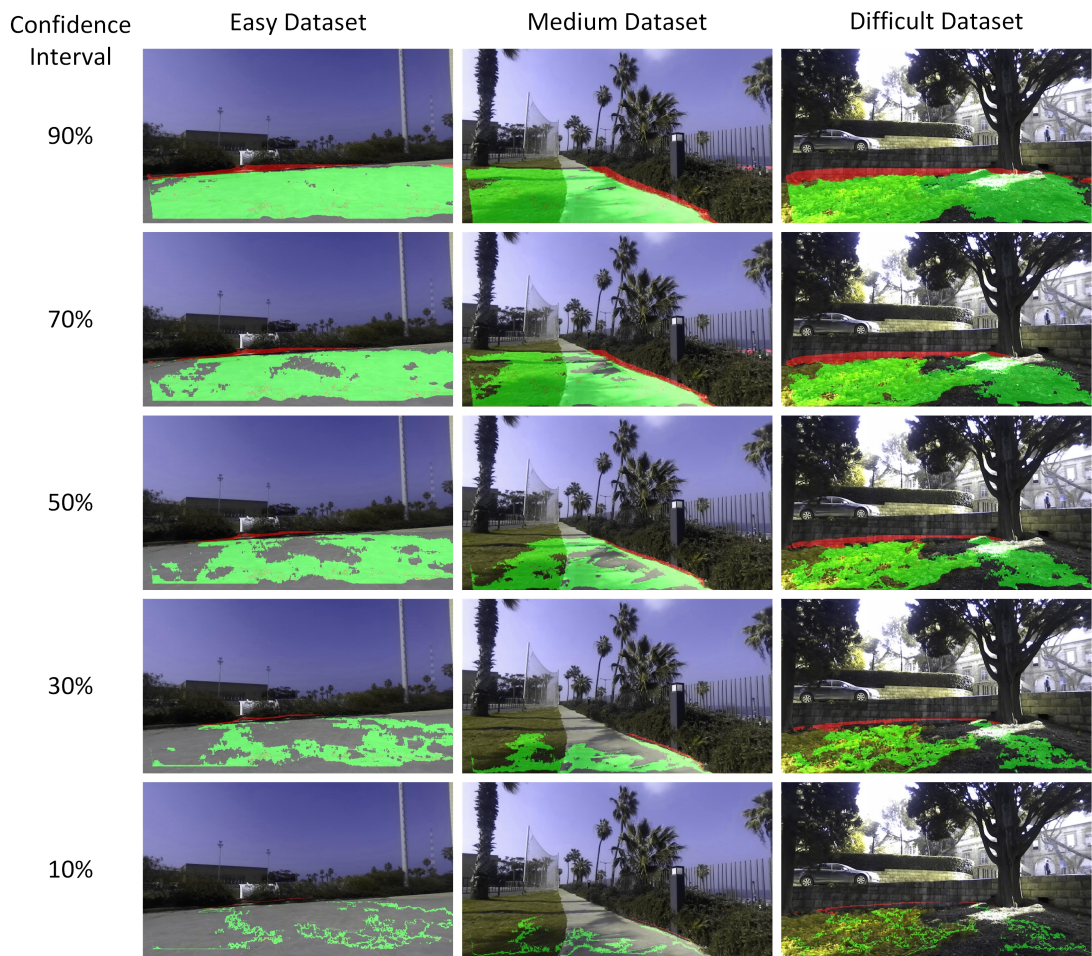 Confidence
Interval
Easy Dataset
Medium Dataset
Difficult Dataset
90%
70%
50%
30%
10%